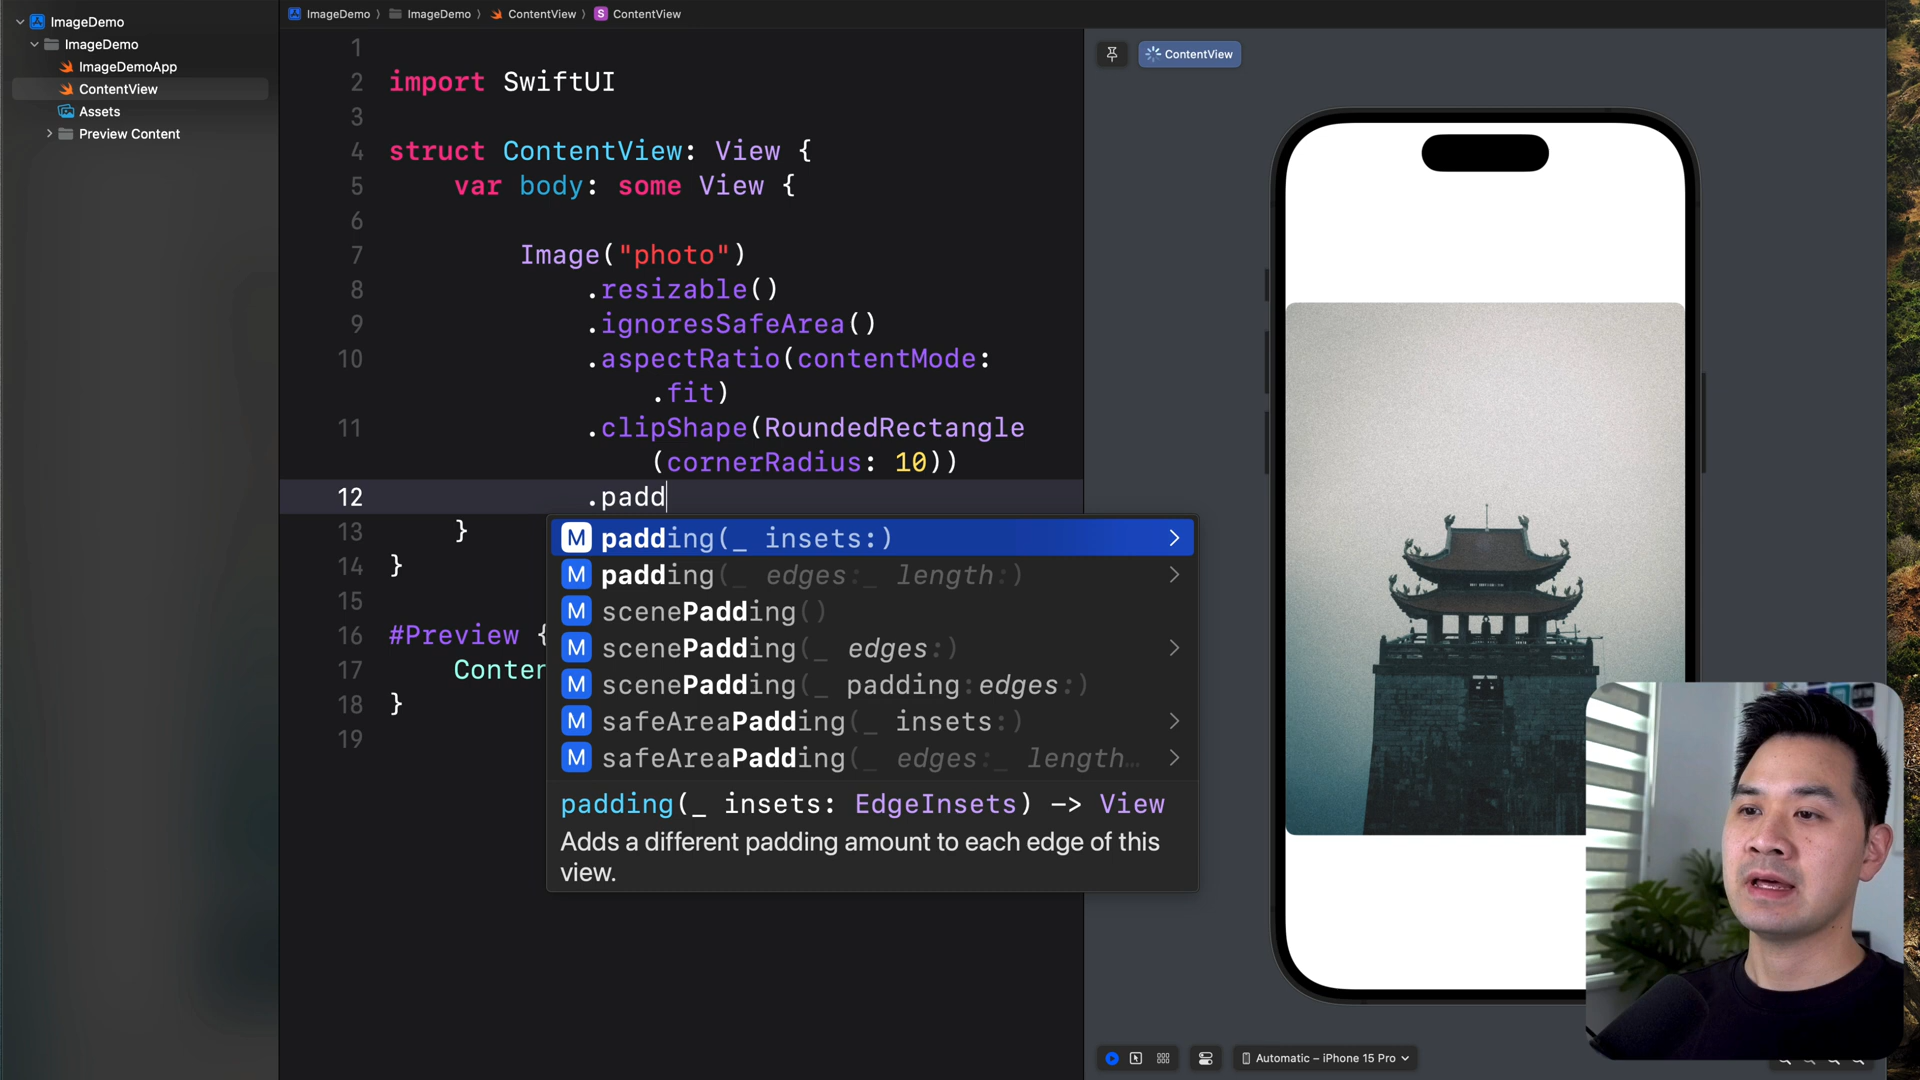 ImageDemo
ImageDemo
ImageDemoApp
ContentView
Assets
Preview Content
ImageDemo ImageDemo ContentView S ContentView
1
2 import SwiftUI
3
4 struct ContentView: View {
5 var body: some View {
6
7 Image("photo")
8 .resizable()
9 .ignoresSafeArea()
10 .aspectRatio(contentMode:
.fit)
11 .clipShape(RoundedRectangle
(cornerRadius: 10))
12 .padd
13 }
14 }
15
16 #Preview {
17 Conter
18 }
19
M padding(_ insets:)
M padding(_ edges:_ length:)
M scenePadding()
M scenePadding(_ edges:)
M scenePadding(_ padding:edges:)
M safeAreaPadding(_ insets:)
M safeAreaPadding(_ edges:_ length…
padding(_ insets: EdgeInsets) -> View
Adds a different padding amount to each edge of this
view.
ContentView
Automatic – iPhone 15 Pro